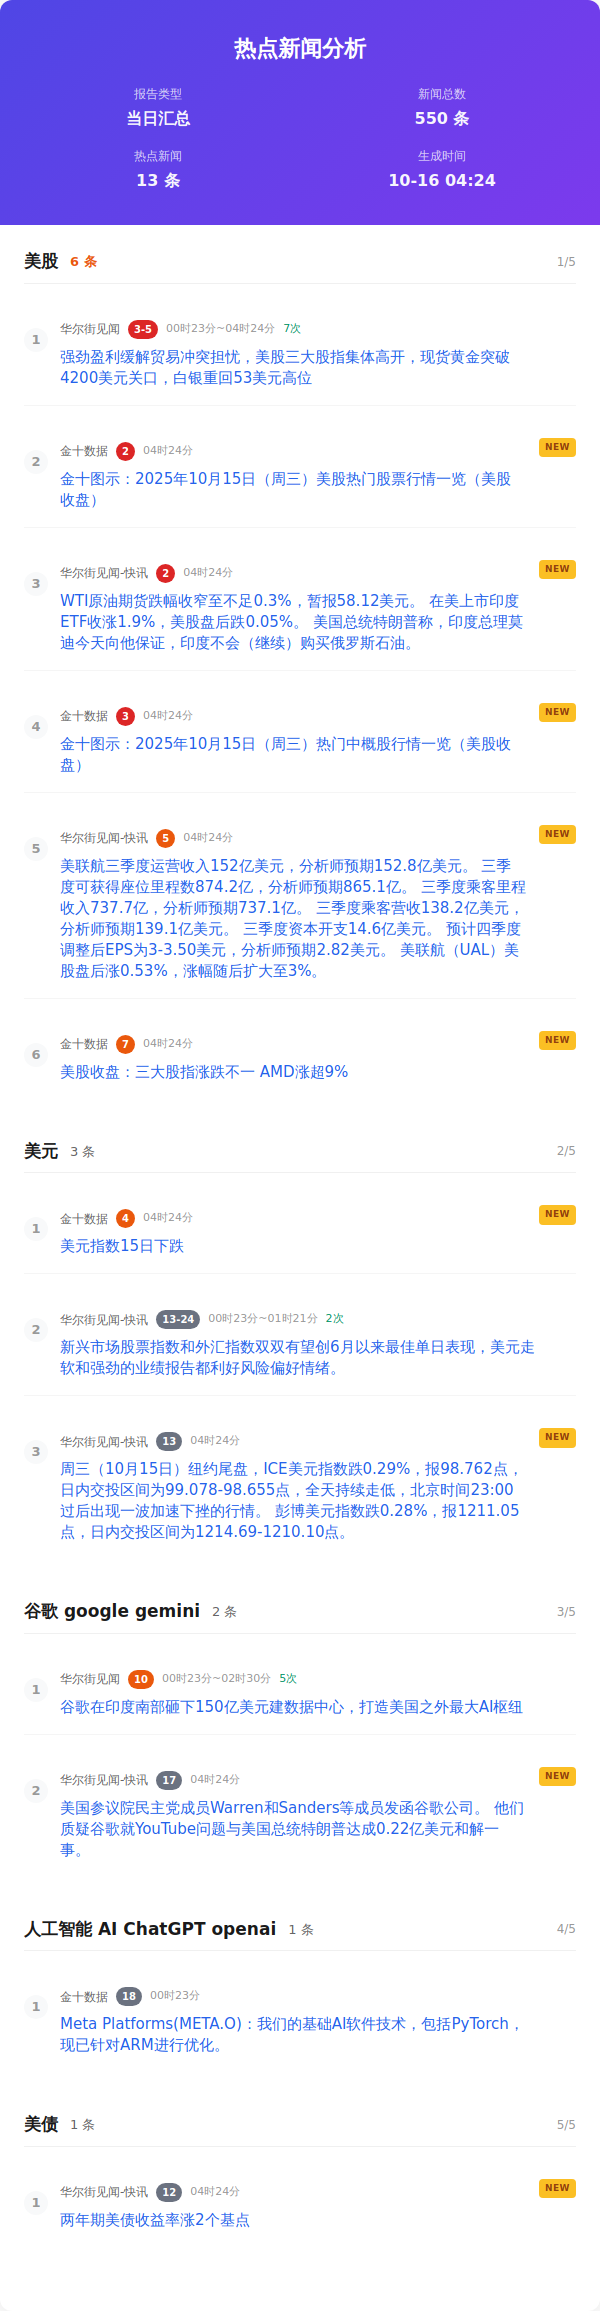 热点新闻分析
报告类型
当日汇总
新闻总数
550 条
热点新闻
13 条
生成时间
10-16 04:24
美股 6 条 1/5
1
华尔街见闻 3-5 00时23分~04时24分 7次
强劲盈利缓解贸易冲突担忧，美股三大股指集体高开，现货黄金突破
4200美元关口，白银重回53美元高位
2
金十数据 2 04时24分 NEW
金十图示：2025年10月15日（周三）美股热门股票行情一览（美股
收盘）
3
华尔街见闻-快讯 2 04时24分 NEW
WTI原油期货跌幅收窄至不足0.3%，暂报58.12美元。 在美上市印度
ETF收涨1.9%，美股盘后跌0.05%。 美国总统特朗普称，印度总理莫
迪今天向他保证，印度不会（继续）购买俄罗斯石油。
4
金十数据 3 04时24分 NEW
金十图示：2025年10月15日（周三）热门中概股行情一览（美股收
盘）
5
华尔街见闻-快讯 5 04时24分 NEW
美联航三季度运营收入152亿美元，分析师预期152.8亿美元。 三季
度可获得座位里程数874.2亿，分析师预期865.1亿。 三季度乘客里程
收入737.7亿，分析师预期737.1亿。 三季度乘客营收138.2亿美元，
分析师预期139.1亿美元。 三季度资本开支14.6亿美元。 预计四季度
调整后EPS为3-3.50美元，分析师预期2.82美元。 美联航（UAL）美
股盘后涨0.53%，涨幅随后扩大至3%。
6
金十数据 7 04时24分 NEW
美股收盘：三大股指涨跌不一 AMD涨超9%
美元 3 条 2/5
1
金十数据 4 04时24分 NEW
美元指数15日下跌
2
华尔街见闻-快讯 13-24 00时23分~01时21分 2次
新兴市场股票指数和外汇指数双双有望创6月以来最佳单日表现，美元走
软和强劲的业绩报告都利好风险偏好情绪。
3
华尔街见闻-快讯 13 04时24分 NEW
周三（10月15日）纽约尾盘，ICE美元指数跌0.29%，报98.762点，
日内交投区间为99.078-98.655点，全天持续走低，北京时间23:00
过后出现一波加速下挫的行情。 彭博美元指数跌0.28%，报1211.05
点，日内交投区间为1214.69-1210.10点。
谷歌 google gemini 2 条 3/5
1
华尔街见闻 10 00时23分~02时30分 5次
谷歌在印度南部砸下150亿美元建数据中心，打造美国之外最大AI枢纽
2
华尔街见闻-快讯 17 04时24分 NEW
美国参议院民主党成员Warren和Sanders等成员发函谷歌公司。 他们
质疑谷歌就YouTube问题与美国总统特朗普达成0.22亿美元和解一
事。
人工智能 AI ChatGPT openai 1 条 4/5
1
金十数据 18 00时23分
Meta Platforms(META.O)：我们的基础AI软件技术，包括PyTorch，
现已针对ARM进行优化。
美债 1 条 5/5
1
华尔街见闻-快讯 12 04时24分 NEW
两年期美债收益率涨2个基点